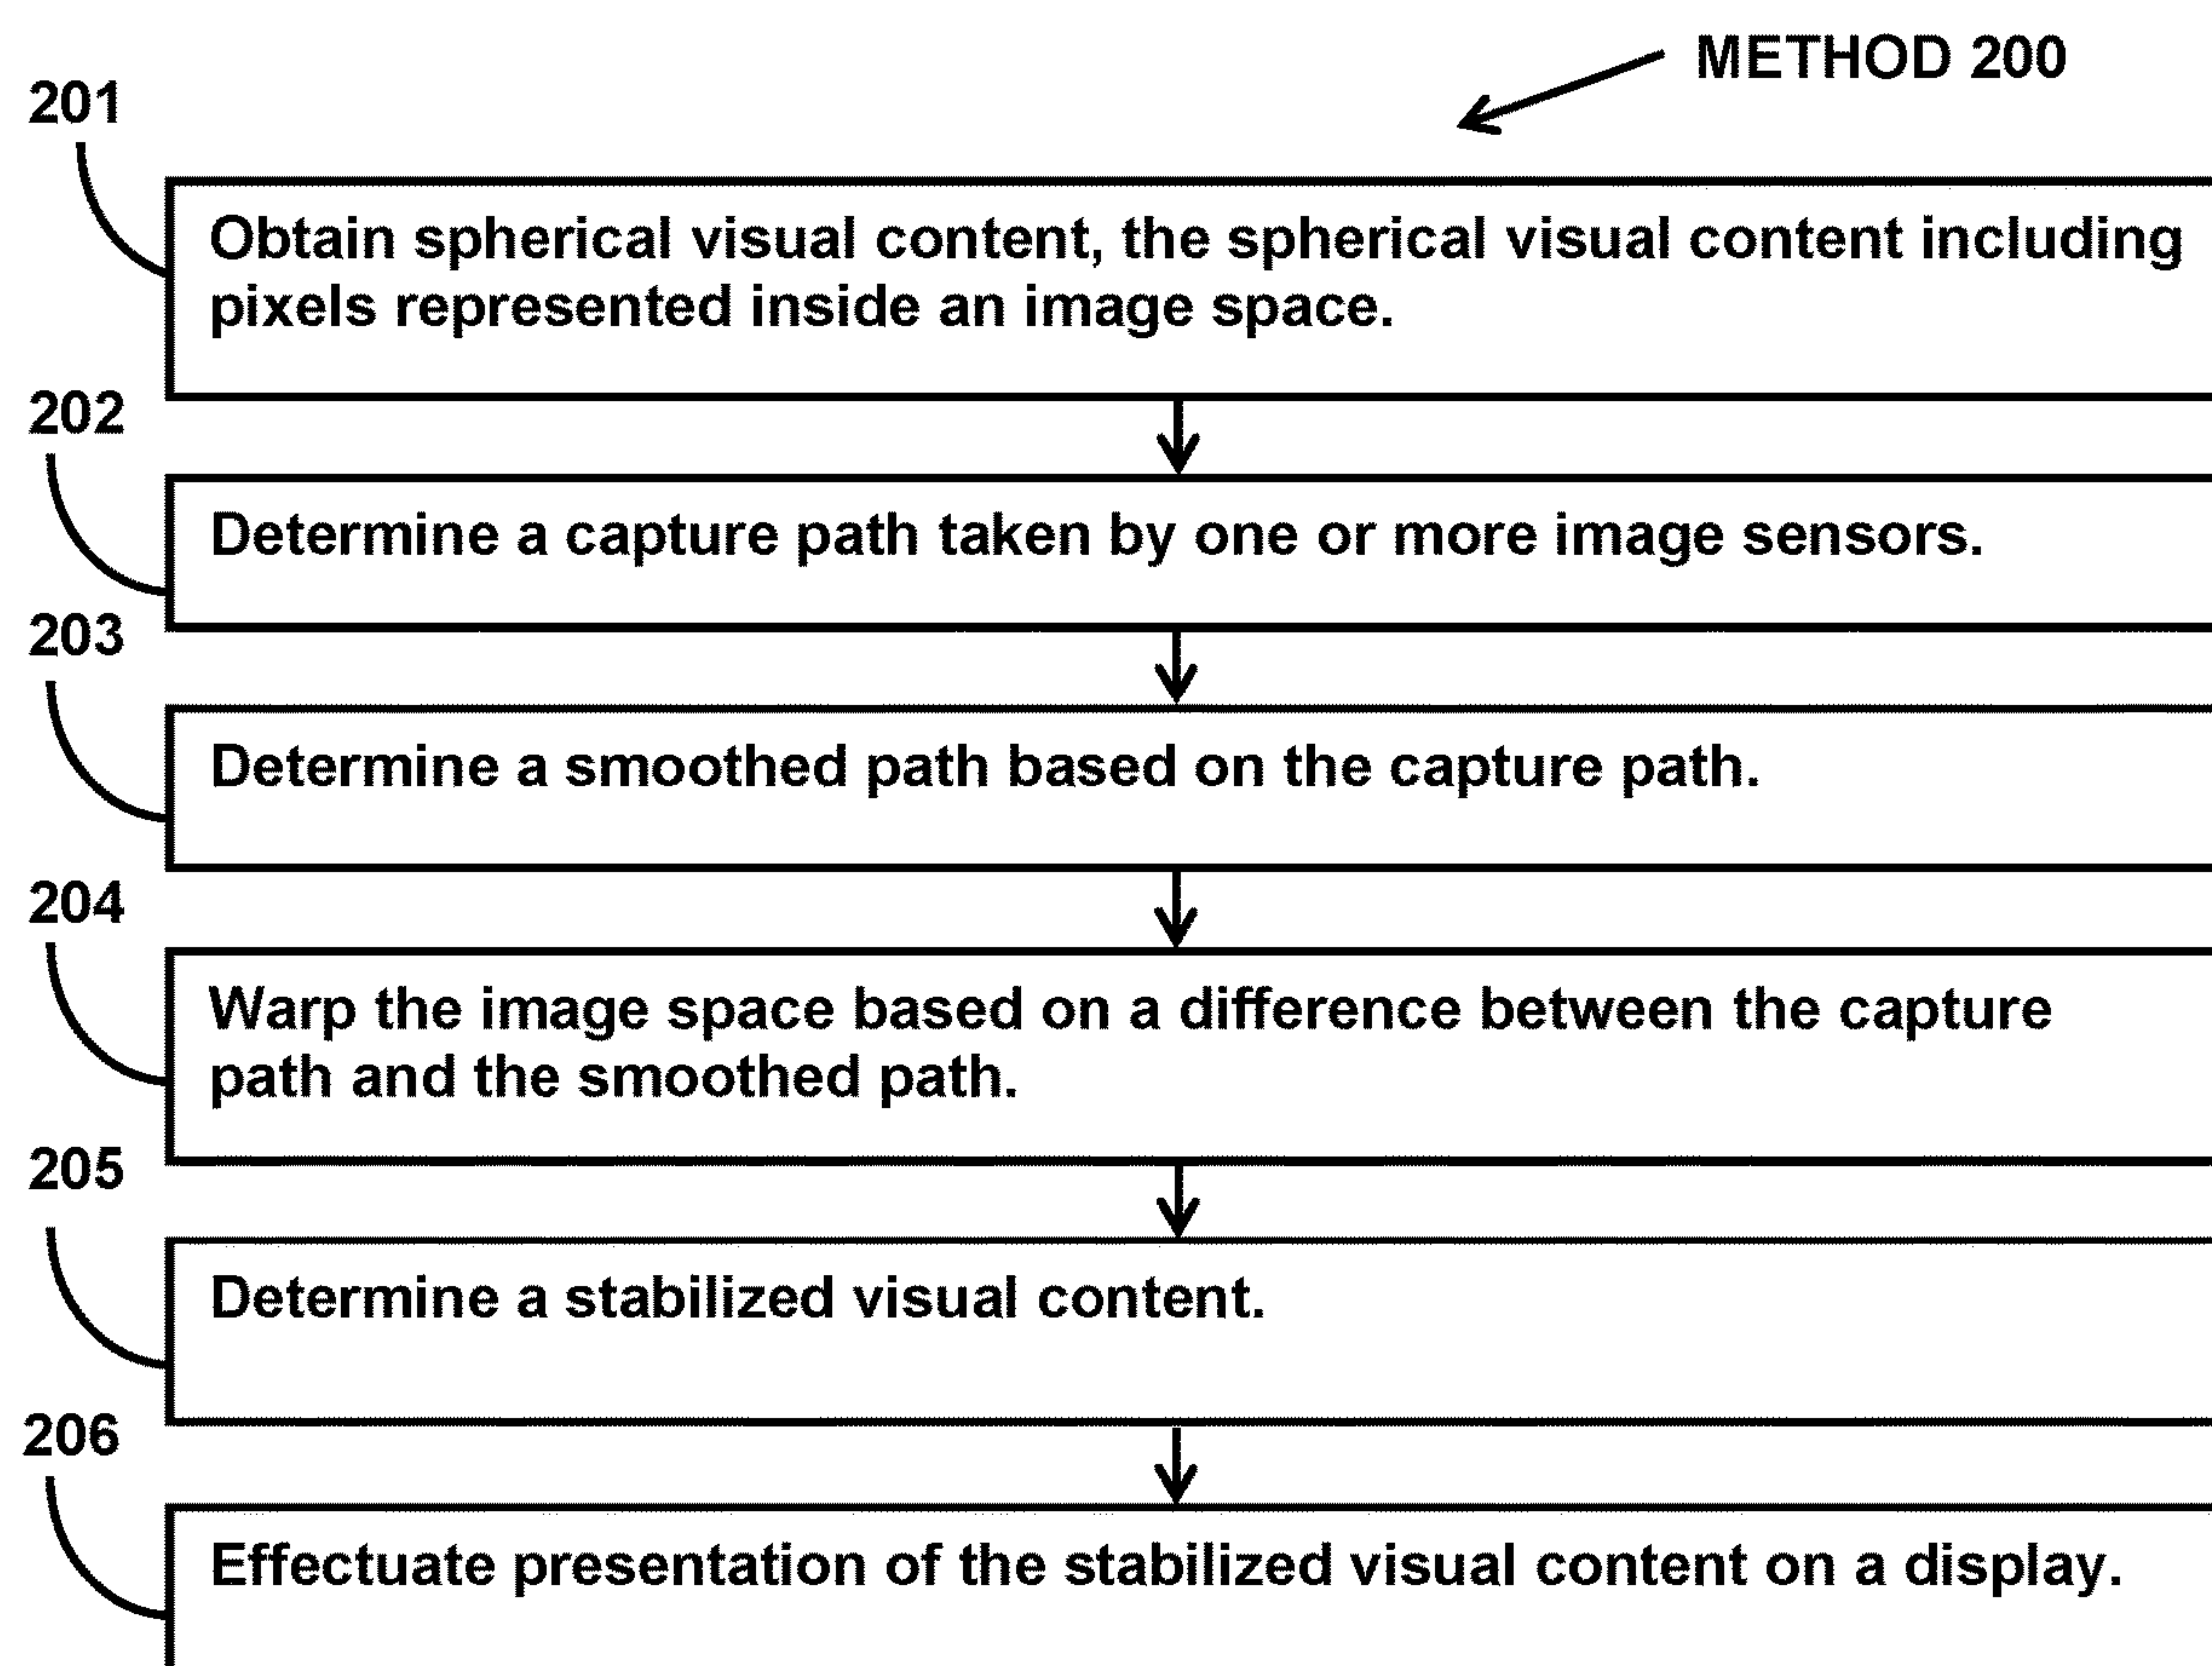 METHOD 200
201
Obtain spherical visual content, the spherical visual content including
pixels represented inside an image space.
202
Determine a capture path taken by one or more image sensors.
203
Determine a smoothed path based on the capture path.
204
Warp the image space based on a difference between the capture
path and the smoothed path.
205
Determine a stabilized visual content.
206
Effectuate presentation of the stabilized visual content on a display.